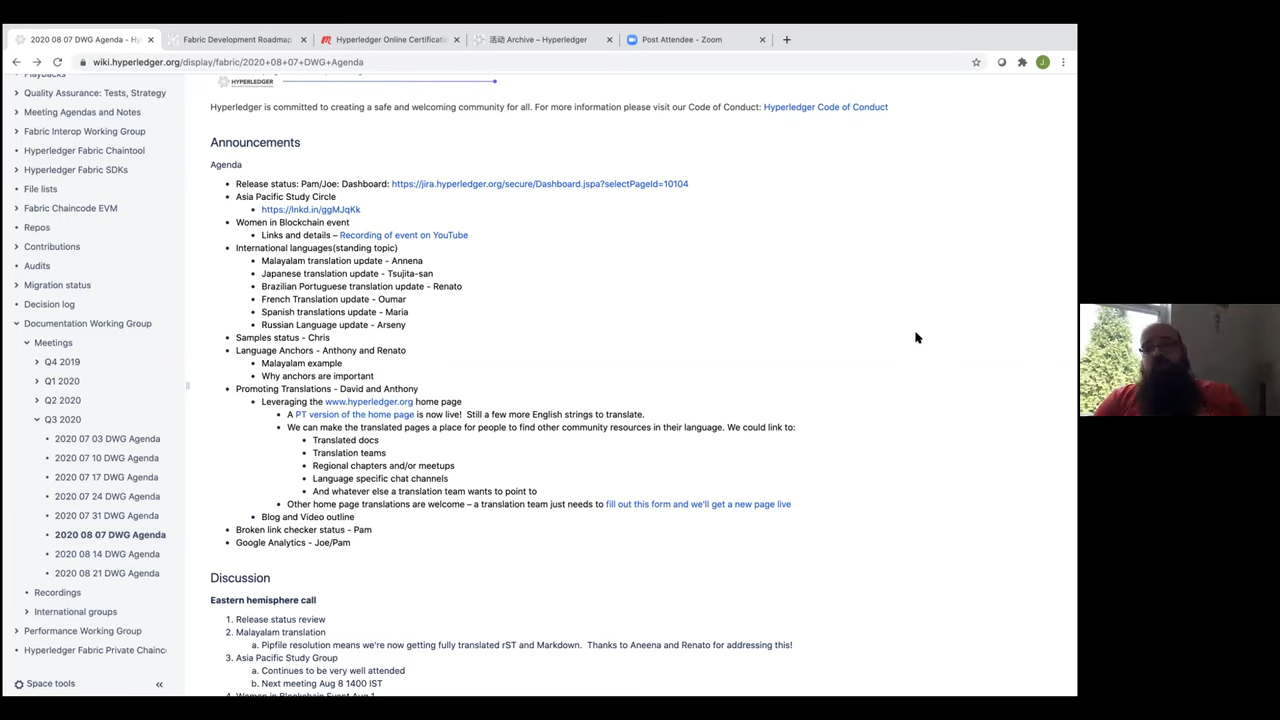 2020 08 07 DWG Agenda - Hy
Fabric Development Roadmap
Hyperledger Online Certificatio
活动 Archive – Hyperledger
Post Attendee - Zoom
wiki.hyperledger.org/display/fabric/2020+08+07+DWG+Agenda
J
Playbacks
Quality Assurance: Tests, Strategy
Meeting Agendas and Notes
Fabric Interop Working Group
Hyperledger Fabric Chaintool
Hyperledger Fabric SDKs
File lists
Fabric Chaincode EVM
Repos
Contributions
Audits
Migration status
Decision log
Documentation Working Group
Meetings
Q4 2019
Q1 2020
Q2 2020
Q3 2020
2020 07 03 DWG Agenda
2020 07 10 DWG Agenda
2020 07 17 DWG Agenda
2020 07 24 DWG Agenda
2020 07 31 DWG Agenda
2020 08 07 DWG Agenda
2020 08 14 DWG Agenda
2020 08 21 DWG Agenda
Recordings
International groups
Performance Working Group
Hyperledger Fabric Private Chainc
Space tools
HYPERLEDGER
Hyperledger is committed to creating a safe and welcoming community for all. For more information please visit our Code of Conduct: Hyperledger Code of Conduct
Announcements
Agenda
Release status: Pam/Joe: Dashboard: https://jira.hyperledger.org/secure/Dashboard.jspa?selectPageId=10104
Asia Pacific Study Circle
https://lnkd.in/ggMJqKk
Women in Blockchain event
Links and details – Recording of event on YouTube
International languages(standing topic)
Malayalam translation update - Annena
Japanese translation update - Tsujita-san
Brazilian Portuguese translation update - Renato
French Translation update - Oumar
Spanish translations update - Maria
Russian Language update - Arseny
Samples status - Chris
Language Anchors - Anthony and Renato
Malayalam example
Why anchors are important
Promoting Translations - David and Anthony
Leveraging the www.hyperledger.org home page
A PT version of the home page is now live! Still a few more English strings to translate.
We can make the translated pages a place for people to find other community resources in their language. We could link to:
Translated docs
Translation teams
Regional chapters and/or meetups
Language specific chat channels
And whatever else a translation team wants to point to
Other home page translations are welcome – a translation team just needs to fill out this form and we'll get a new page live
Blog and Video outline
Broken link checker status - Pam
Google Analytics - Joe/Pam
Discussion
Eastern hemisphere call
1. Release status review
2. Malayalam translation
a. Pipfile resolution means we're now getting fully translated rST and Markdown. Thanks to Aneena and Renato for addressing this!
3. Asia Pacific Study Group
a. Continues to be very well attended
b. Next meeting Aug 8 1400 IST
4. Women in Blockchain Event Aug 1